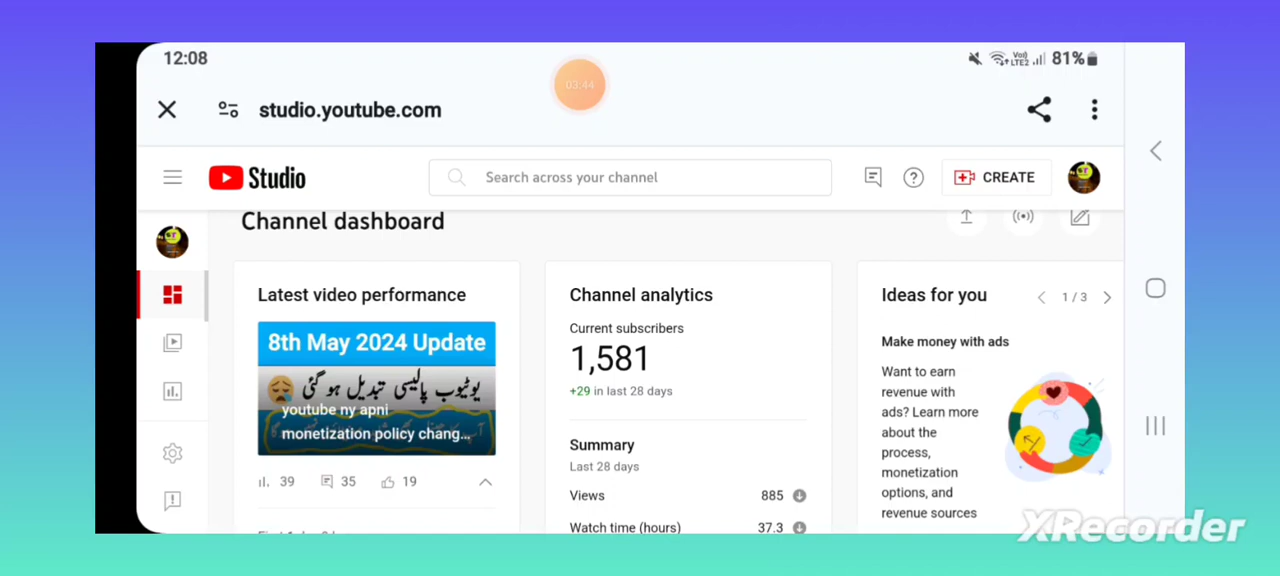 12:08
03:44
Vo)) LTE2
81%
studio.youtube.com
Studio
Search across your channel
CREATE
Channel dashboard
Latest video performance
8th May 2024 Update
یوٹیوب پالیسی تبدیل ہو گئی
youtube ny apni
monetization policy chang...
39
35
19
Channel analytics
Current subscribers
1,581
+29 in last 28 days
Summary
Last 28 days
Views 885
Watch time (hours) 37.3
Ideas for you
1 / 3
Make money with ads
Want to earn
revenue with
ads? Learn more
about the
process,
monetization
options, and
revenue sources
XRecorder